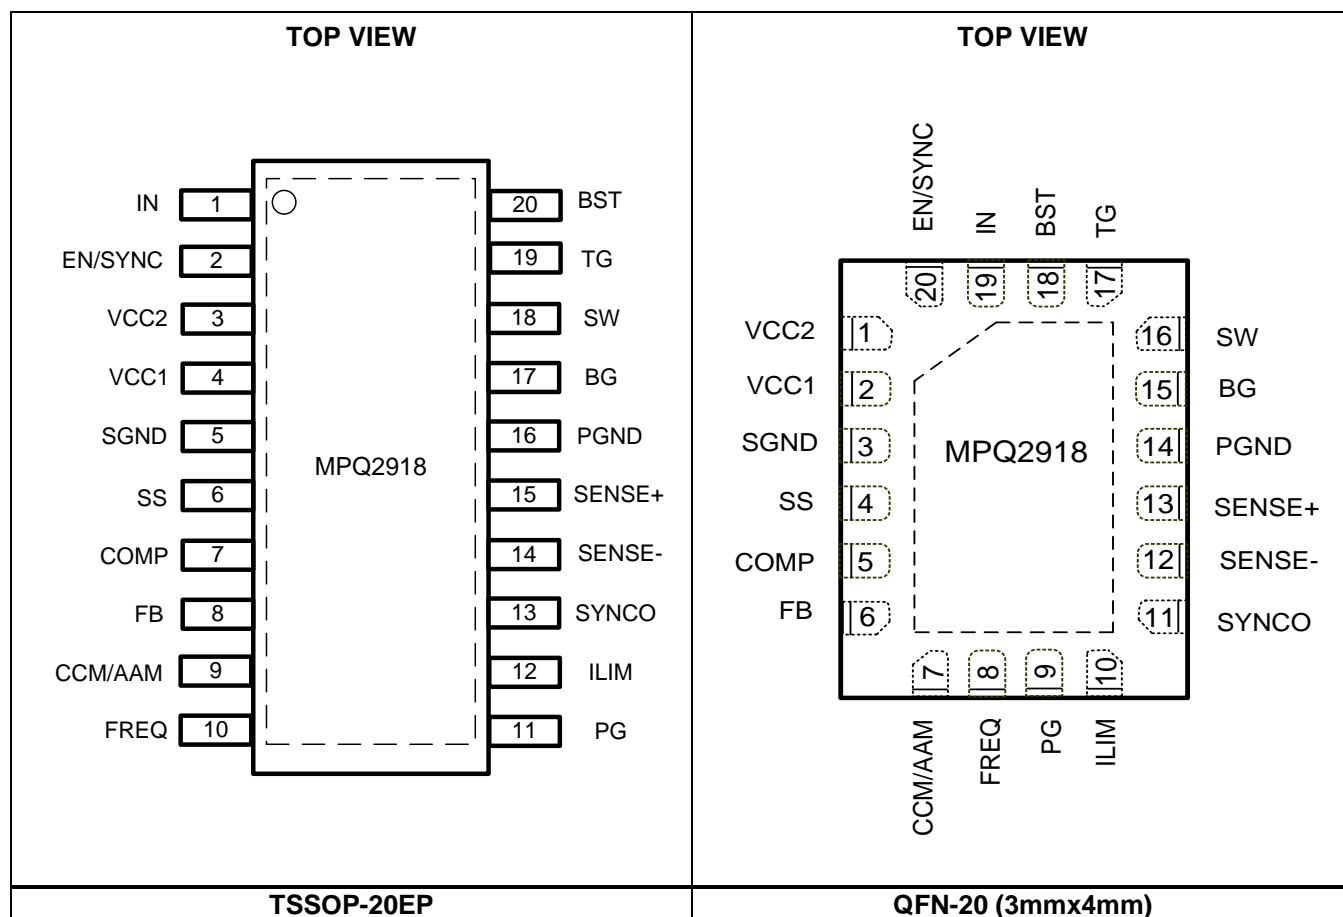 TOP VIEW
IN 1 20 BST
EN/SYNC 2 19 TG
VCC2 3 18 SW
VCC1 4 17 BG
SGND 5 16 PGND
MPQ2918
SS 6 15 SENSE+
COMP 7 14 SENSE-
FB 8 13 SYNCO
CCM/AAM 9 12 ILIM
FREQ 10 11 PG
TSSOP-20EP
TOP VIEW
EN/SYNC IN BST TG
20 19 18 17
VCC2 1 16 SW
VCC1 2 15 BG
SGND 3 14 PGND
MPQ2918
SS 4 13 SENSE+
COMP 5 12 SENSE-
FB 6 11 SYNCO
7 8 9 10
CCM/AAM FREQ PG ILIM
QFN-20 (3mmx4mm)